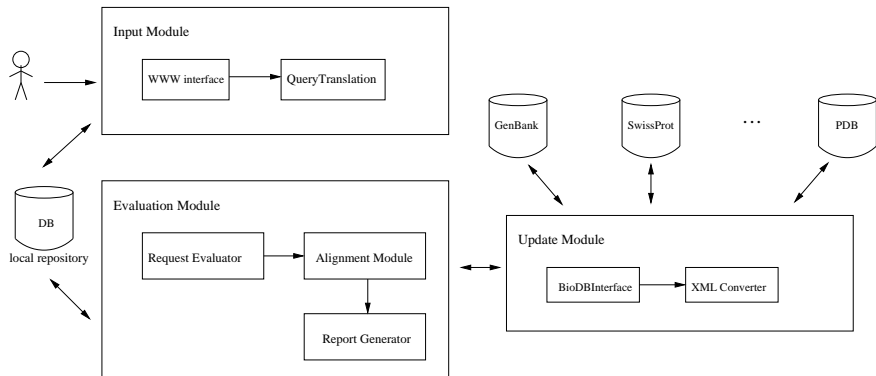 Input Module
WWW interface
QueryTranslation
GenBank
SwissProt
...
PDB
DB
local repository
Evaluation Module
Request Evaluator
Alignment Module
Report Generator
Update Module
BioDBInterface
XML Converter